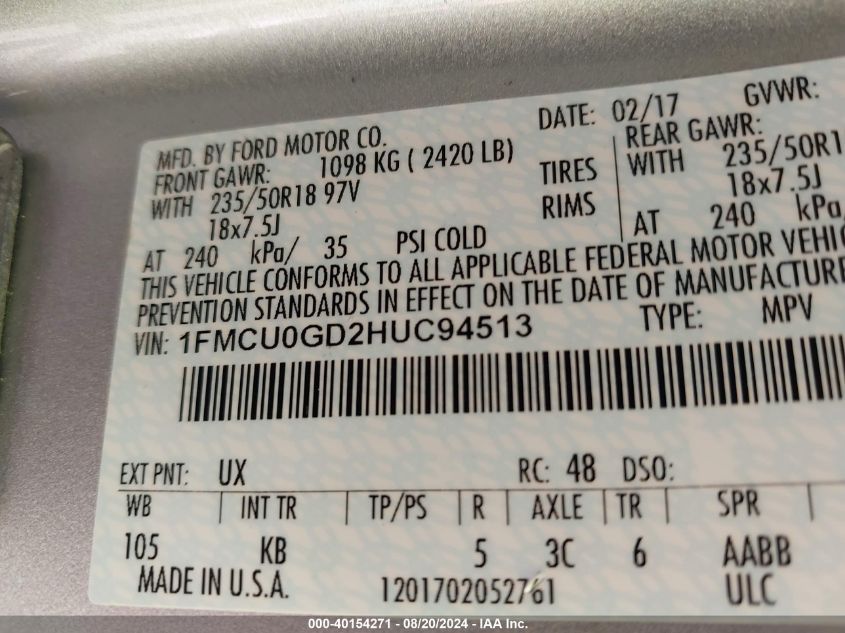 MFD. BY FORD MOTOR CO. DATE: 02/17 GVWR:
FRONT GAWR: 1098 KG ( 2420 LB) REAR GAWR:
WITH 235/50R18 97V TIRES WITH 235/50R1
18x7.5J RIMS 18x7.5J
AT 240 kPa/ 35 PSI COLD AT 240 kPa/
THIS VEHICLE CONFORMS TO ALL APPLICABLE FEDERAL MOTOR VEHIC
PREVENTION STANDARDS IN EFFECT ON THE DATE OF MANUFACTURE
VIN: 1FMCU0GD2HUC94513 TYPE: MPV
EXT PNT: UX RC: 48 DSO:
WB INT TR TP/PS R AXLE TR SPR
105 KB 5 3C 6 AABB
MADE IN U.S.A. 1201702052761 ULC
000-40154271 - 08/20/2024 - IAA Inc.